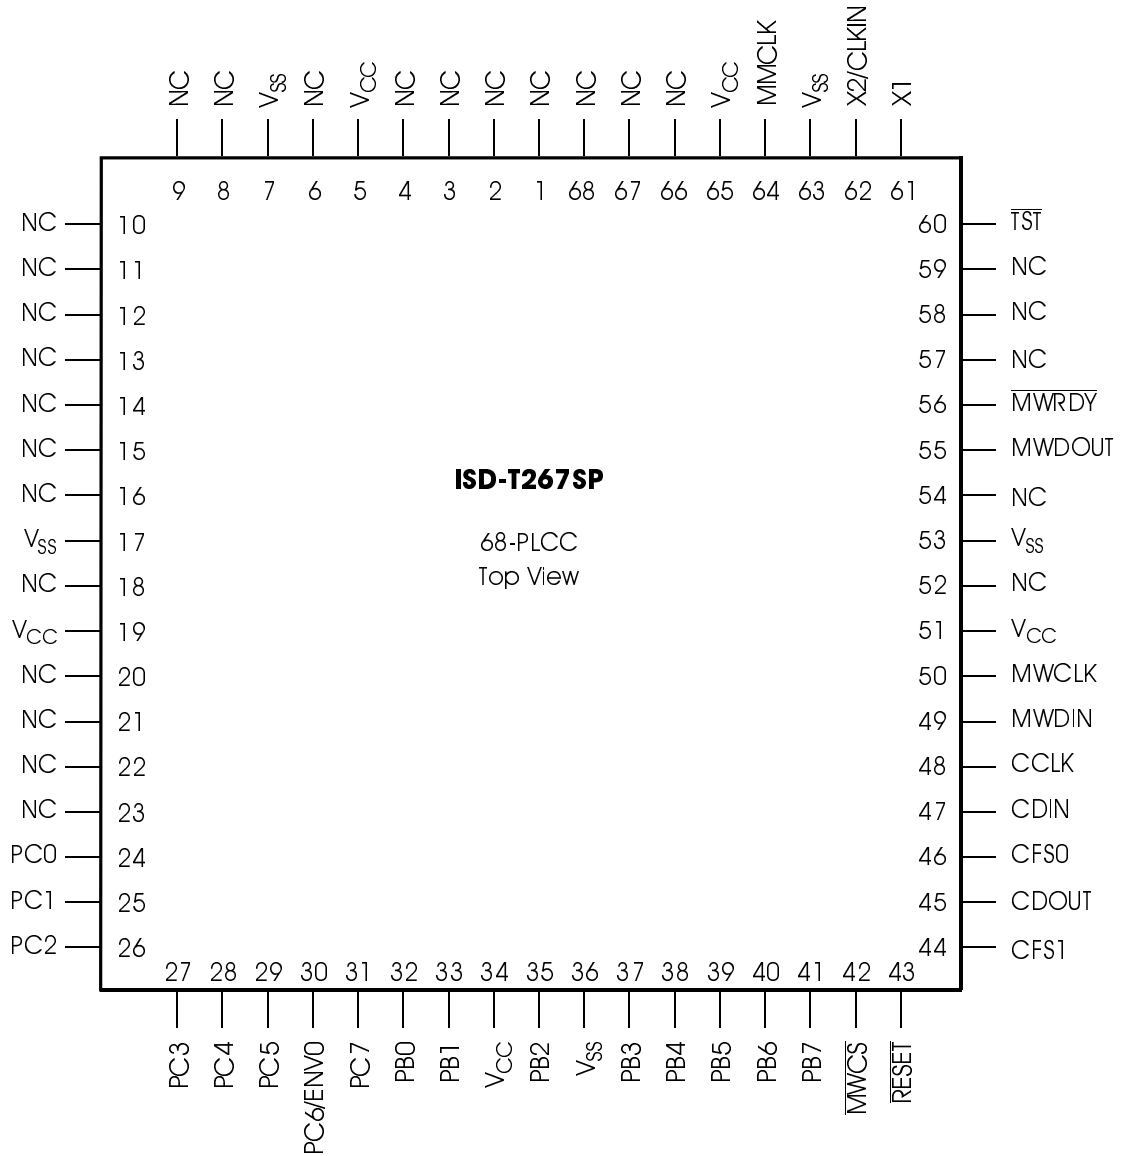 NC NC VSS NC VCC NC NC NC NC NC NC NC VCC MMCLK VSS X2/CLKIN X1
9 8 7 6 5 4 3 2 1 68 67 66 65 64 63 62 61
NC 10 60 TST
NC 11 59 NC
NC 12 58 NC
NC 13 57 NC
NC 14 56 MWRDY
NC 15 55 MWDOUT
ISD-T267SP
NC 16 54 NC
68-PLCC
VSS 17 53 VSS
Top View
NC 18 52 NC
VCC 19 51 VCC
NC 20 50 MWCLK
NC 21 49 MWDIN
NC 22 48 CCLK
NC 23 47 CDIN
PC0 24 46 CFS0
PC1 25 45 CDOUT
PC2 26 44 CFS1
27 28 29 30 31 32 33 34 35 36 37 38 39 40 41 42 43
PC3 PC4 PC5 PC6/ENV0 PC7 PB0 PB1 VCC PB2 VSS PB3 PB4 PB5 PB6 PB7 MWCS RESET